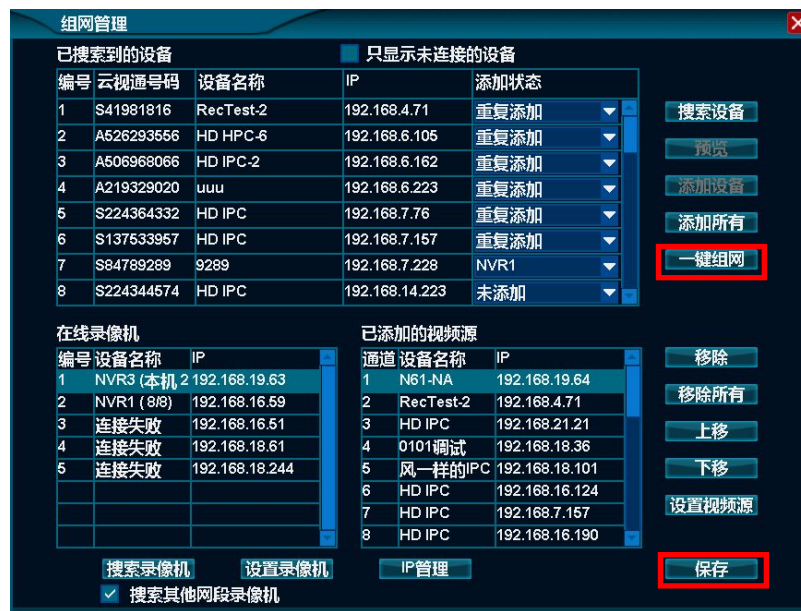 组网管理
已搜索到的设备 只显示未连接的设备
编号 云视通号码 设备名称 IP 添加状态
1 S41981816 RecTest-2 192.168.4.71 重复添加
2 A526293556 HD HPC-6 192.168.6.105 重复添加
3 A506968066 HD IPC-2 192.168.6.162 重复添加
4 A219329020 uuu 192.168.6.223 重复添加
5 S224364332 HD IPC 192.168.7.76 重复添加
6 S137533957 HD IPC 192.168.7.157 重复添加
7 S84789289 9289 192.168.7.228 NVR1
8 S224344574 HD IPC 192.168.14.223 未添加
搜索设备
预览
添加设备
添加所有
一键组网
在线录像机
编号 设备名称 IP
1 NVR3 (本机 2 192.168.19.63
2 NVR1 (8/8) 192.168.16.59
3 连接失败 192.168.16.51
4 连接失败 192.168.18.61
5 连接失败 192.168.18.244
已添加的视频源
通道 设备名称 IP
1 N61-NA 192.168.19.64
2 RecTest-2 192.168.4.71
3 HD IPC 192.168.21.21
4 0101调试 192.168.18.36
5 风一样的IPC 192.168.18.101
6 HD IPC 192.168.16.124
7 HD IPC 192.168.7.157
8 HD IPC 192.168.16.190
移除
移除所有
上移
下移
设置视频源
搜索录像机 设置录像机 IP管理 保存
搜索其他网段录像机